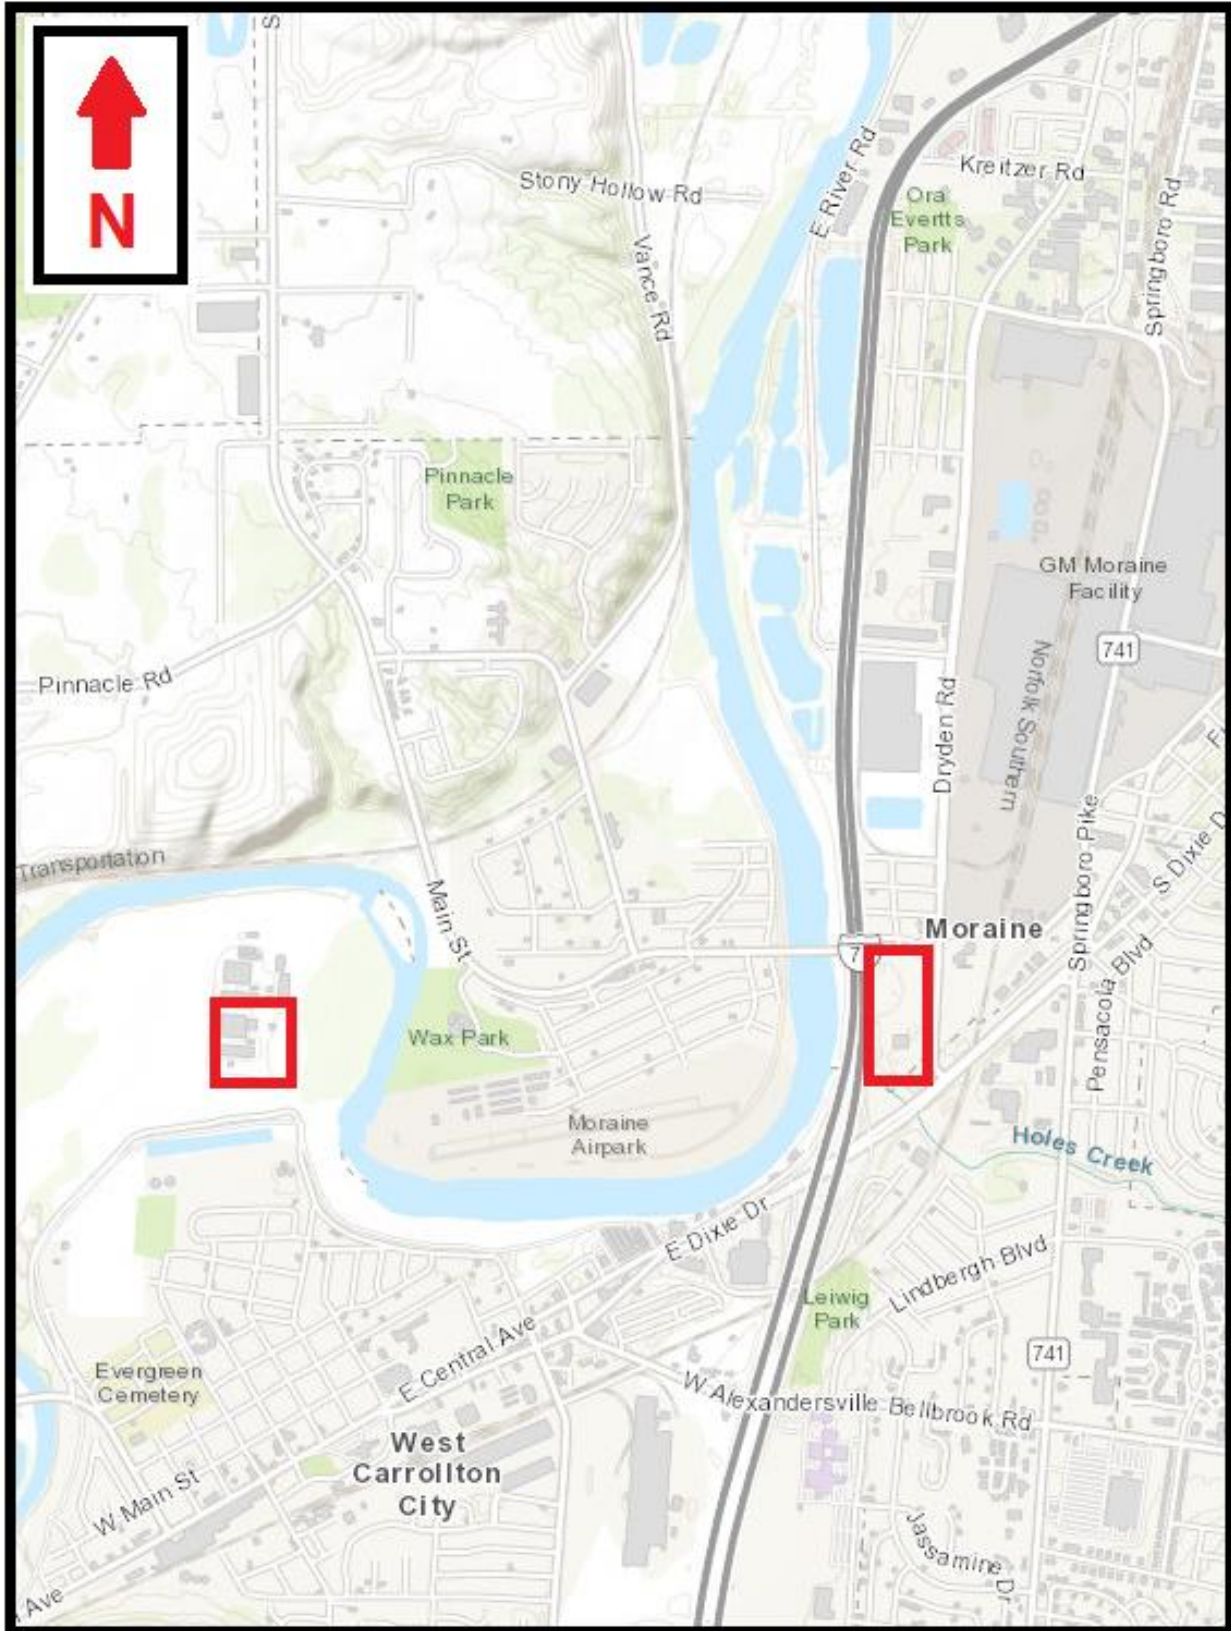 S
N
Stony Hollow Rd
Vance Rd
E River Rd
Kreitzer Rd
Ora
Evertts
Park
Springboro Rd
Pinnacle
Park
GM Moraine
Facility
741
Norfolk Southern
Pinnacle Rd
Dryden Rd
Springboro Pike
S Dixie D
Transportation
Main St
7
Moraine
Pensacola Blvd
Wax Park
Moraine
Airpark
Holes Creek
E Dixie Dr
Lindbergh Blvd
Leiwig
Park
741
E Central Ave
Evergreen
Cemetery
W Alexandersville-Bellbrook Rd
West
Carrollton
City
W Main St
Jassamine Dr
Ave